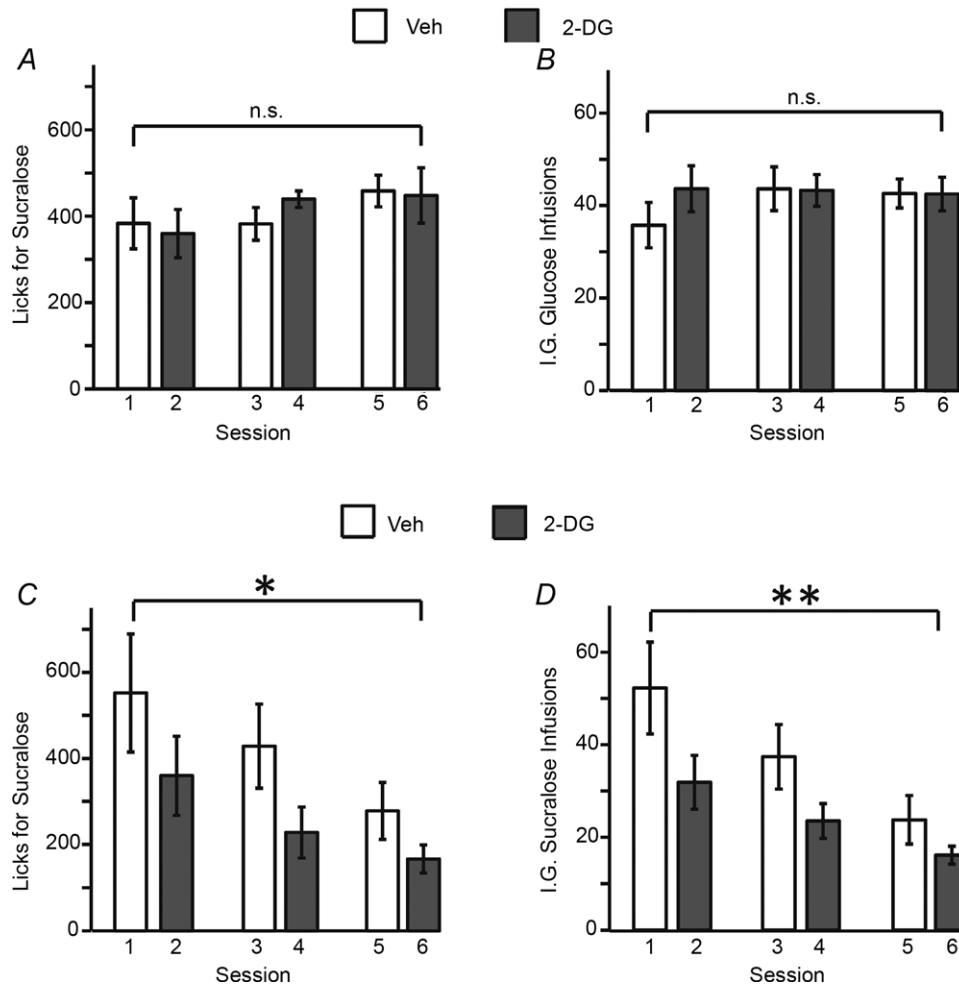 Veh 2-DG
A
n.s.
600
400
200
0
Licks for Sucralose
1 2 3 4 5 6
Session
B
n.s.
60
40
20
0
I.G. Glucose Infusions
1 2 3 4 5 6
Session
Veh 2-DG
C
*
600
400
200
0
Licks for Sucralose
1 2 3 4 5 6
Session
D
**
60
40
20
0
I.G. Sucralose Infusions
1 2 3 4 5 6
Session